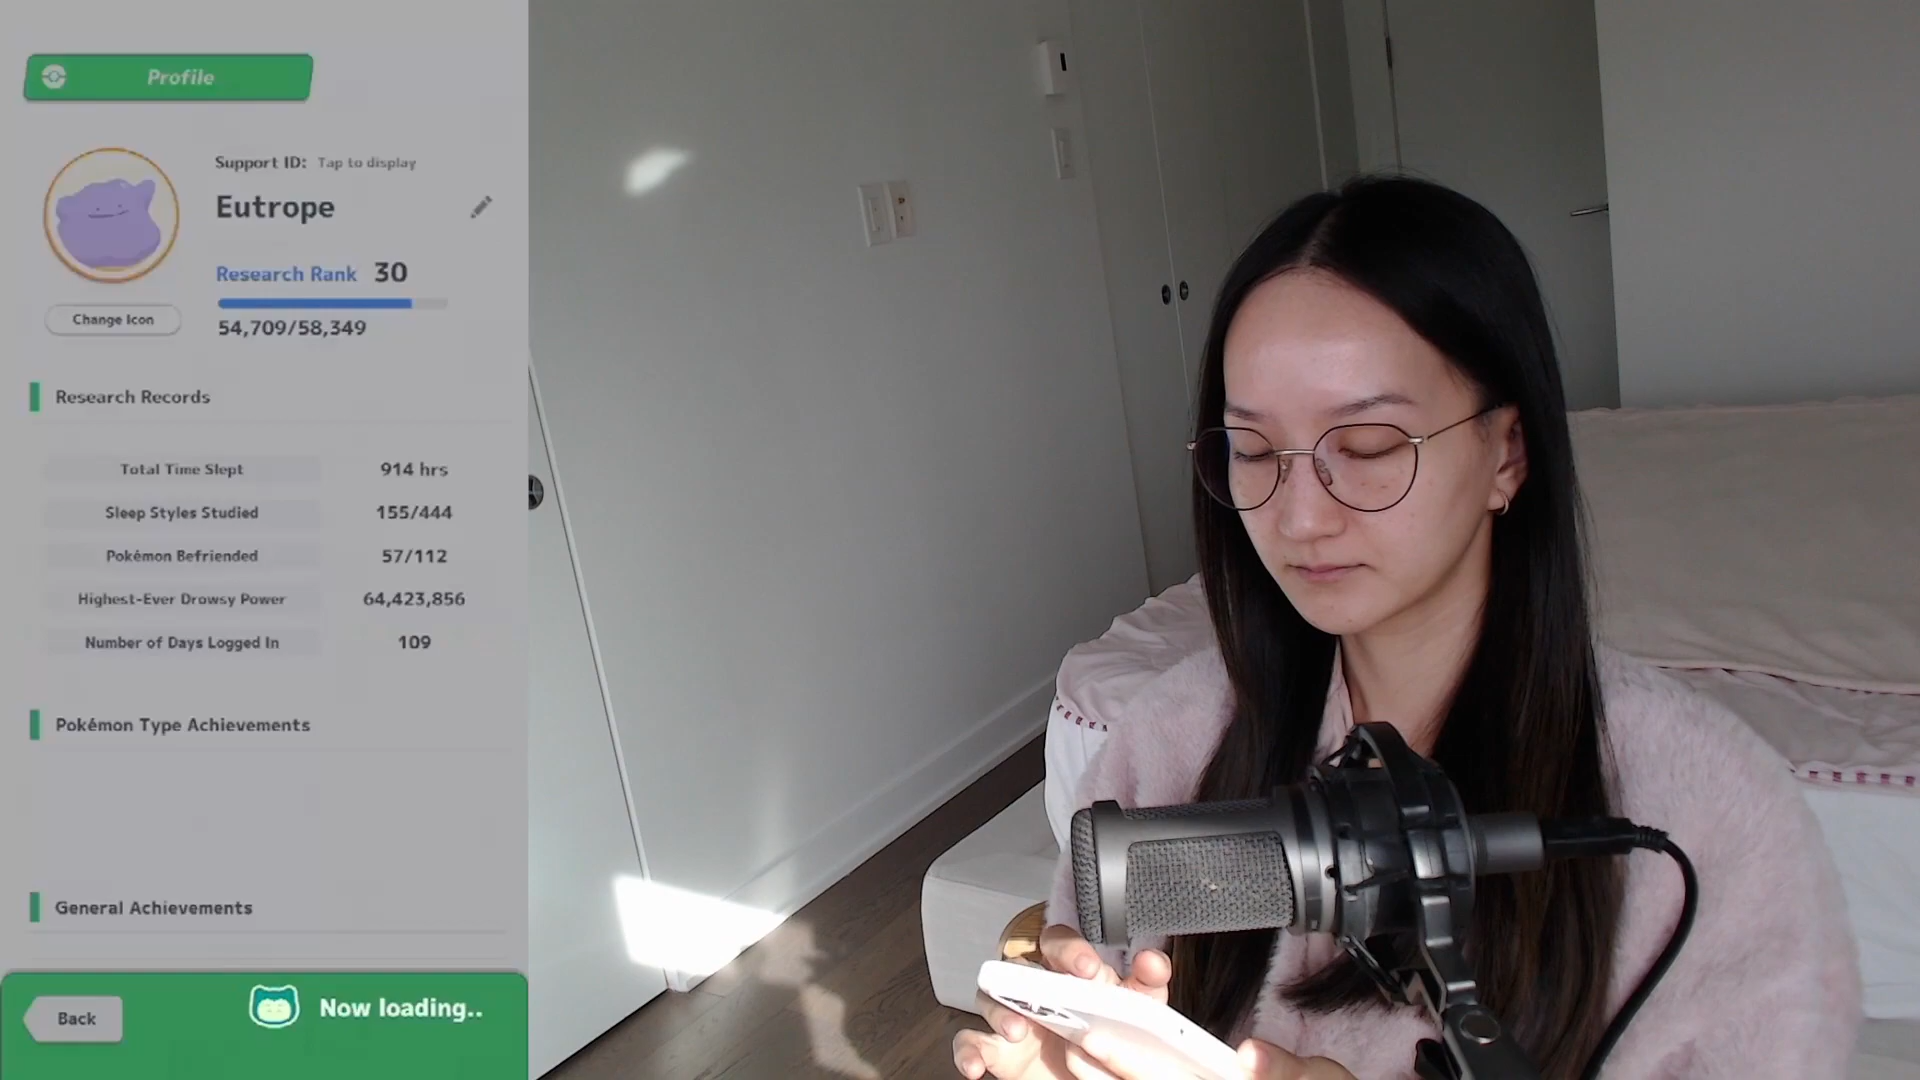 Profile
Support ID: Tap to display
Eutrope
Research Rank 30
Change Icon
54,709/58,349
Research Records
Total Time Slept 914 hrs
Sleep Styles Studied 155/444
Pokémon Befriended 57/112
Highest-Ever Drowsy Power 64,423,856
Number of Days Logged In 109
Pokémon Type Achievements
General Achievements
Back
Now loading..